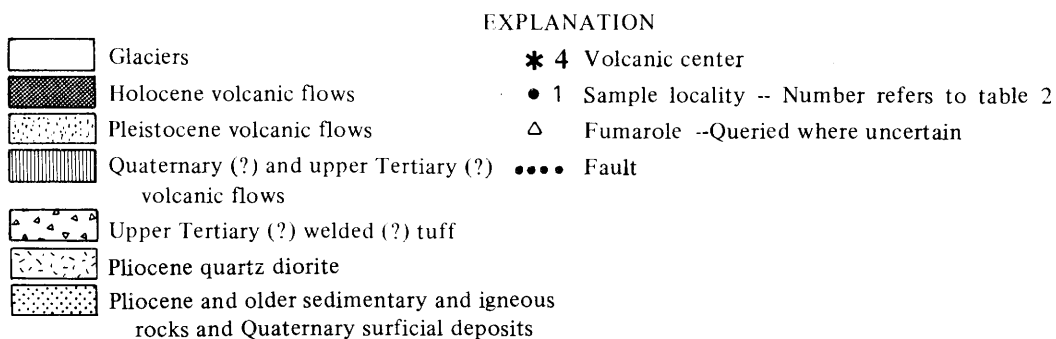 EXPLANATION
Glaciers
Holocene volcanic flows
Pleistocene volcanic flows
Quaternary (?) and upper Tertiary (?)
volcanic flows
Upper Tertiary (?) welded (?) tuff
Pliocene quartz diorite
Pliocene and older sedimentary and igneous
rocks and Quaternary surficial deposits
4 Volcanic center
1 Sample locality -- Number refers to table 2
Fumarole --Queried where uncertain
Fault